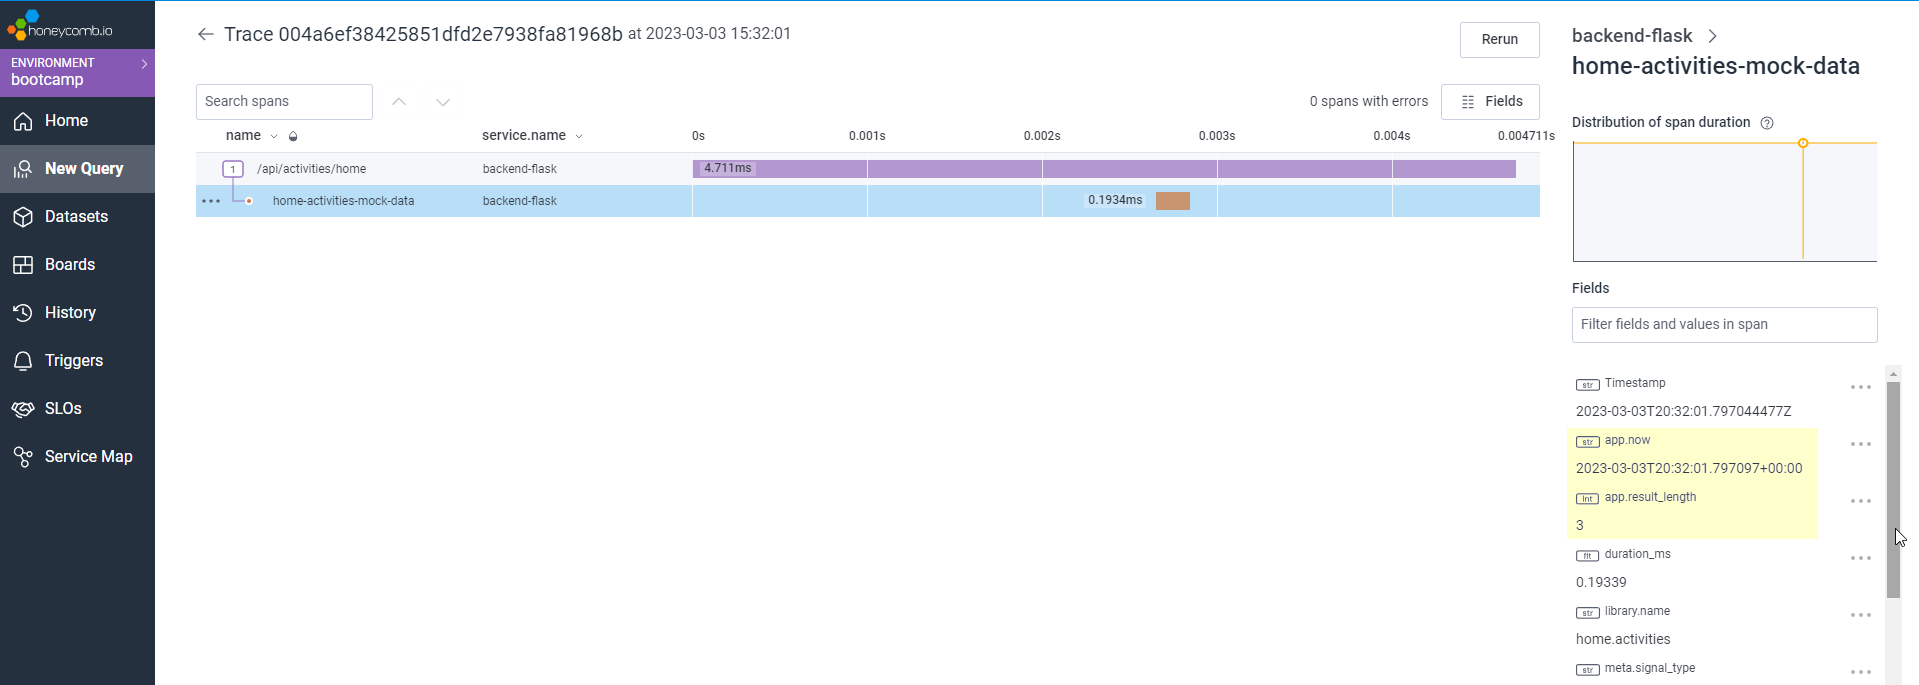 honeycomb.io
ENVIRONMENT
bootcamp
Home
New Query
Datasets
Boards
History
Triggers
SLOs
Service Map
Trace 004a6ef38425851dfd2e7938fa81968b at 2023-03-03 15:32:01
Rerun
Search spans
0 spans with errors
Fields
name service.name 0s 0.001s 0.002s 0.003s 0.004s 0.004711s
1 /api/activities/home backend-flask 4.711ms
home-activities-mock-data backend-flask 0.1934ms
backend-flask
home-activities-mock-data
Distribution of span duration ?
Fields
Filter fields and values in span
str Timestamp
2023-03-03T20:32:01.797044477Z
str app.now
2023-03-03T20:32:01.797097+00:00
int app.result_length
3
flt duration_ms
0.19339
str library.name
home.activities
str meta.signal_type